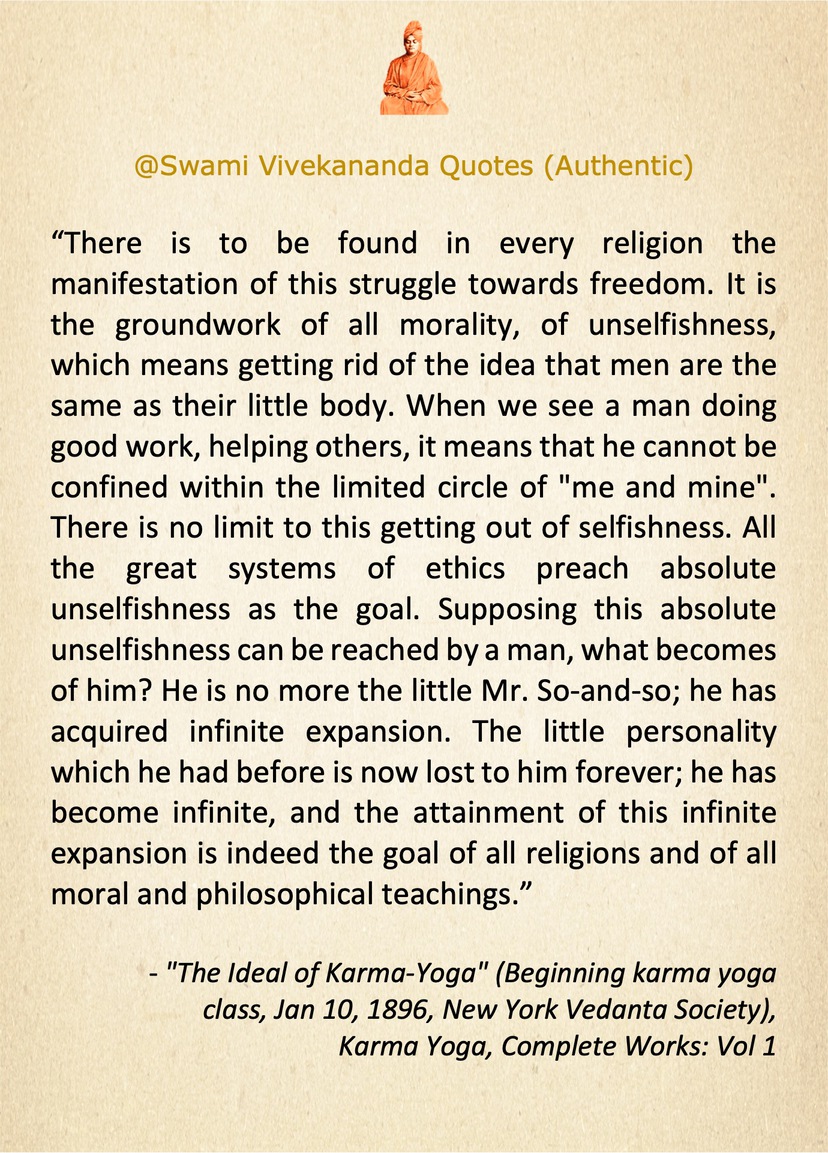 @Swami Vivekananda Quotes (Authentic)
“There is to be found in every religion the
manifestation of this struggle towards freedom. It is
the groundwork of all morality, of unselfishness,
which means getting rid of the idea that men are the
same as their little body. When we see a man doing
good work, helping others, it means that he cannot be
confined within the limited circle of "me and mine".
There is no limit to this getting out of selfishness. All
the great systems of ethics preach absolute
unselfishness as the goal. Supposing this absolute
unselfishness can be reached by a man, what becomes
of him? He is no more the little Mr. So-and-so; he has
acquired infinite expansion. The little personality
which he had before is now lost to him forever; he has
become infinite, and the attainment of this infinite
expansion is indeed the goal of all religions and of all
moral and philosophical teachings.”
- "The Ideal of Karma-Yoga" (Beginning karma yoga
class, Jan 10, 1896, New York Vedanta Society),
Karma Yoga, Complete Works: Vol 1